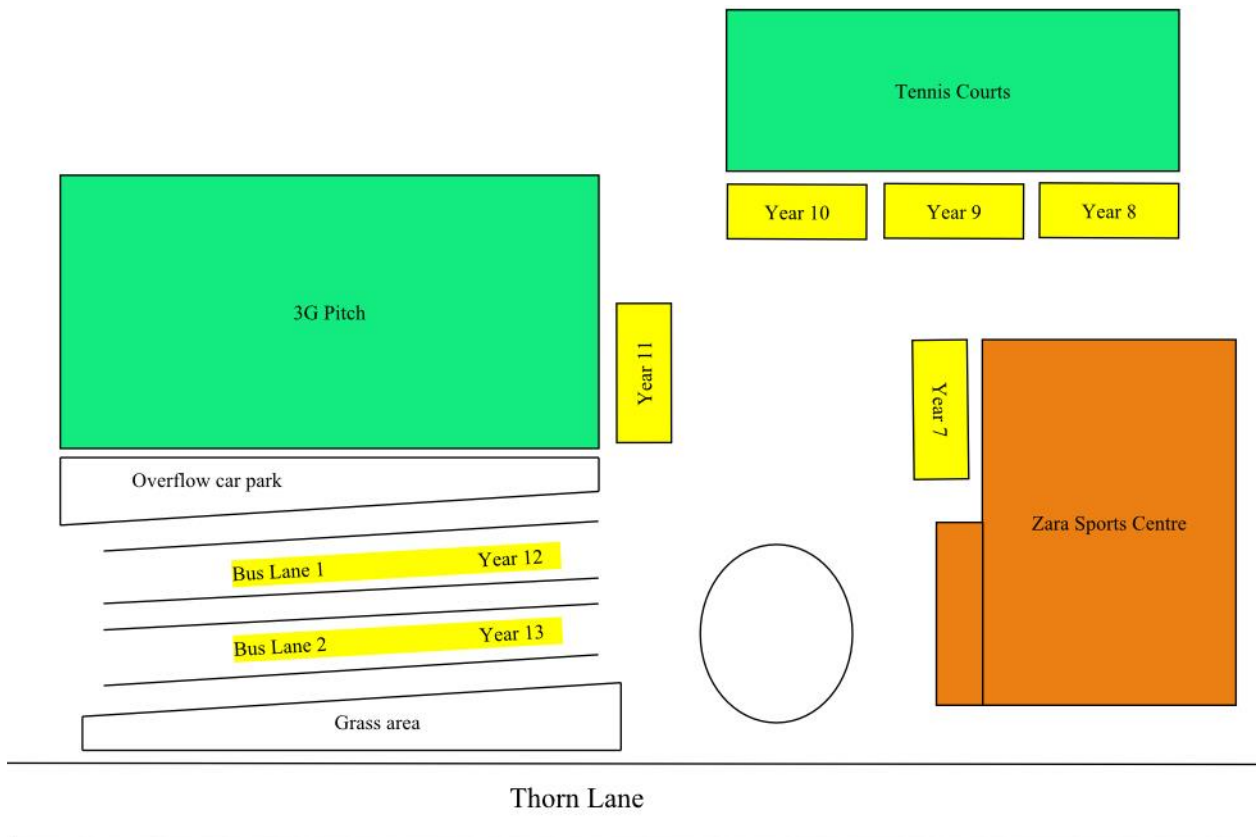 Tennis Courts
Year 10
Year 9
Year 8
3G Pitch
Year 11
Year 7
Overflow car park
Zara Sports Centre
Bus Lane 1
Year 12
Bus Lane 2
Year 13
Grass area
Thorn Lane